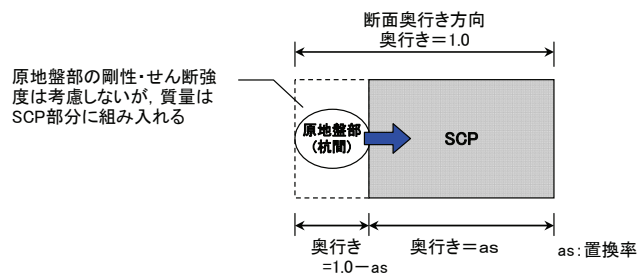 断面奥行き方向
奥行き＝1.0
原地盤部の剛性・せん断強
度は考慮しないが，質量は
SCP部分に組み入れる
原地盤部
(杭間)
SCP
奥行き
=1.0－as
奥行き＝as
as:置換率